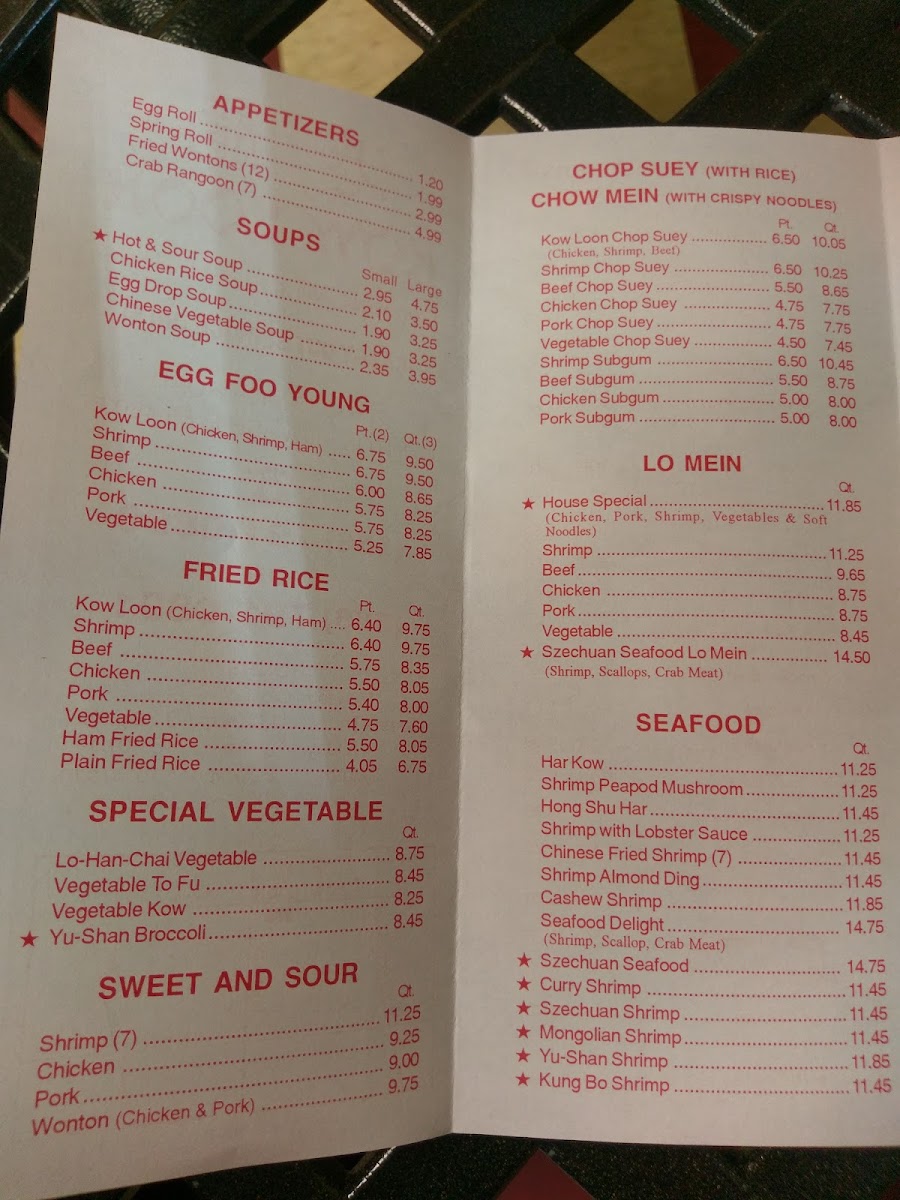 APPETIZERS
Egg Roll ........ 1.20
Spring Roll ........ 1.99
Fried Wontons (12) ........ 2.99
Crab Rangoon (7) ........ 4.99
SOUPS
Small Large
★ Hot & Sour Soup ........ 2.95 4.75
Chicken Rice Soup ........ 2.10 3.50
Egg Drop Soup ........ 1.90 3.25
Chinese Vegetable Soup ........ 1.90 3.25
Wonton Soup ........ 2.35 3.95
EGG FOO YOUNG
Pt.(2) Qt.(3)
Kow Loon (Chicken, Shrimp, Ham) ..... 6.75 9.50
Shrimp ........ 6.75 9.50
Beef ........ 6.00 8.65
Chicken ........ 5.75 8.25
Pork ........ 5.75 8.25
Vegetable ........ 5.25 7.85
FRIED RICE
Pt. Qt.
Kow Loon (Chicken, Shrimp, Ham) .... 6.40 9.75
Shrimp ........ 6.40 9.75
Beef ........ 5.75 8.35
Chicken ........ 5.50 8.05
Pork ........ 5.40 8.00
Vegetable ........ 4.75 7.60
Ham Fried Rice ........ 5.50 8.05
Plain Fried Rice ........ 4.05 6.75
SPECIAL VEGETABLE
Qt.
Lo-Han-Chai Vegetable ........ 8.75
Vegetable To Fu ........ 8.45
Vegetable Kow ........ 8.25
★ Yu-Shan Broccoli ........ 8.45
SWEET AND SOUR
Qt.
Shrimp (7) ........ 11.25
Chicken ........ 9.25
Pork ........ 9.00
Wonton (Chicken & Pork) ........ 9.75
CHOP SUEY (WITH RICE)
CHOW MEIN (WITH CRISPY NOODLES)
Pt. Qt.
Kow Loon Chop Suey ........ 6.50 10.05
(Chicken, Shrimp, Beef)
Shrimp Chop Suey ........ 6.50 10.25
Beef Chop Suey ........ 5.50 8.65
Chicken Chop Suey ........ 4.75 7.75
Pork Chop Suey ........ 4.75 7.75
Vegetable Chop Suey ........ 4.50 7.45
Shrimp Subgum ........ 6.50 10.45
Beef Subgum ........ 5.50 8.75
Chicken Subgum ........ 5.00 8.00
Pork Subgum ........ 5.00 8.00
LO MEIN
Qt.
★ House Special ........ 11.85
(Chicken, Pork, Shrimp, Vegetables & Soft
Noodles)
Shrimp ........ 11.25
Beef ........ 9.65
Chicken ........ 8.75
Pork ........ 8.75
Vegetable ........ 8.45
★ Szechuan Seafood Lo Mein ........ 14.50
(Shrimp, Scallops, Crab Meat)
SEAFOOD
Qt.
Har Kow ........ 11.25
Shrimp Peapod Mushroom ........ 11.25
Hong Shu Har ........ 11.45
Shrimp with Lobster Sauce ........ 11.25
Chinese Fried Shrimp (7) ........ 11.45
Shrimp Almond Ding ........ 11.45
Cashew Shrimp ........ 11.85
Seafood Delight ........ 14.75
(Shrimp, Scallop, Crab Meat)
★ Szechuan Seafood ........ 14.75
★ Curry Shrimp ........ 11.45
★ Szechuan Shrimp ........ 11.45
★ Mongolian Shrimp ........ 11.45
★ Yu-Shan Shrimp ........ 11.85
★ Kung Bo Shrimp ........ 11.45